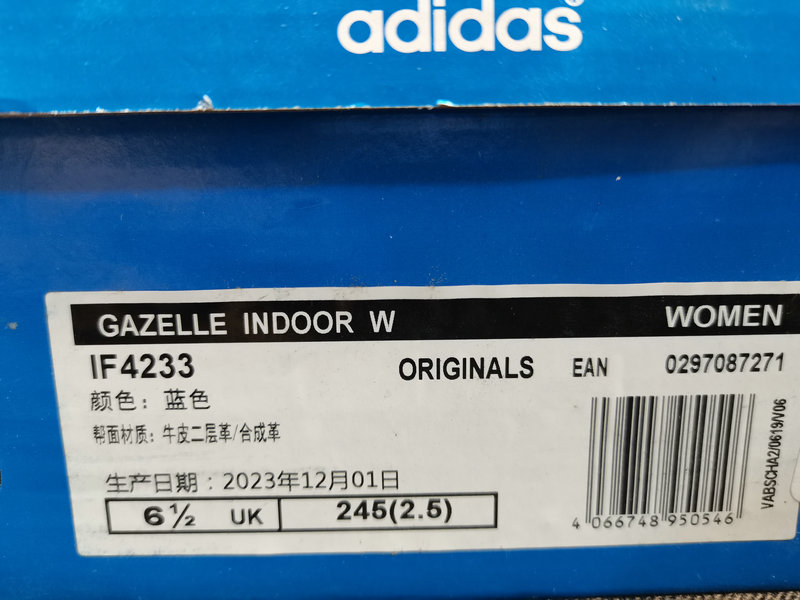 adidas
GAZELLE INDOOR W WOMEN
IF4233 ORIGINALS EAN 0297087271
颜色：蓝色
帮面材质：牛皮二层革/合成革
生产日期：2023年12月01日
6½ UK 245(2.5)
4 066748 950546
VABSCHA2/0619/V06